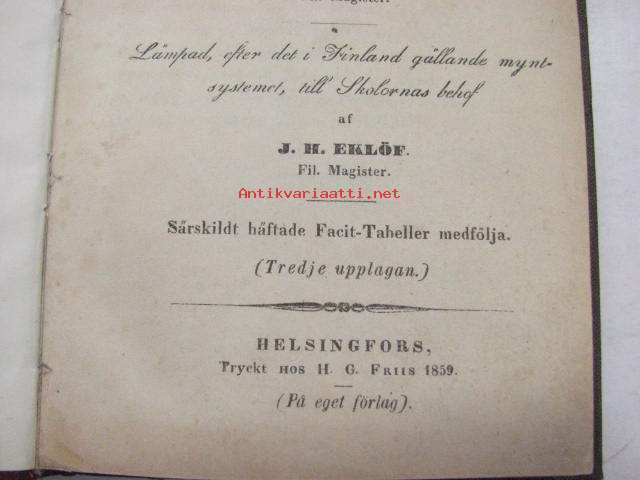 Magister.
Lämpad, efter det i Finland gällande mynt-
systemet, till Skolornas behof
af
J. H. EKLÖF.
Fil. Magister.
Antikvariaatti.net
Särskildt häftade Facit-Tabeller medfölja.
(Tredje upplagan.)
HELSINGFORS,
Tryckt HOS H. G. FRIIS 1859.
(På eget förlag).